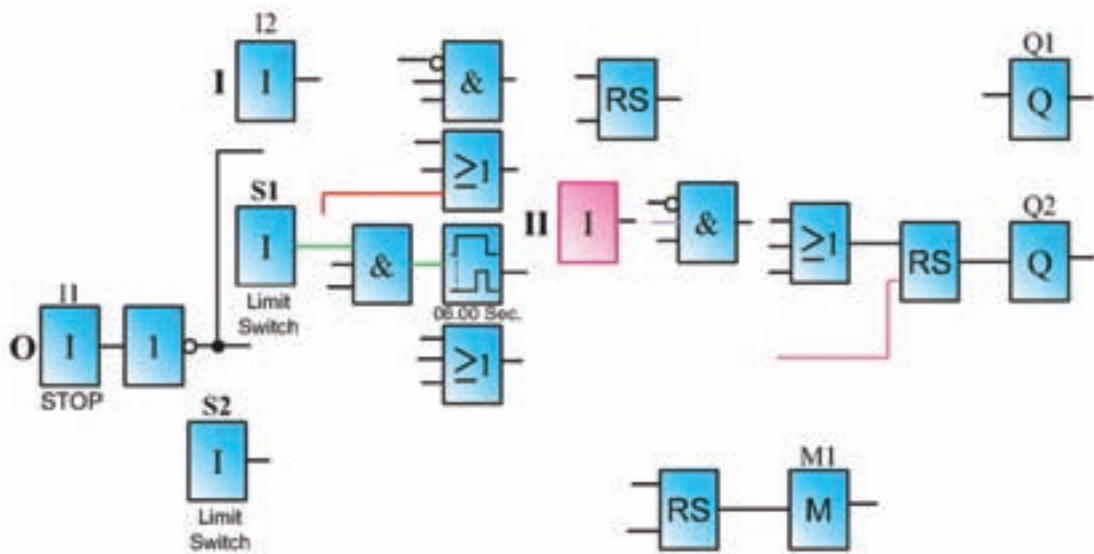 I2
I I
&
RS
Q1
Q
≥1
S1
I
Limit
Switch
&
06.00 Sec.
II I
&
≥1
RS
Q2
Q
I1
O I
STOP
1
≥1
S2
I
Limit
Switch
RS
M1
M